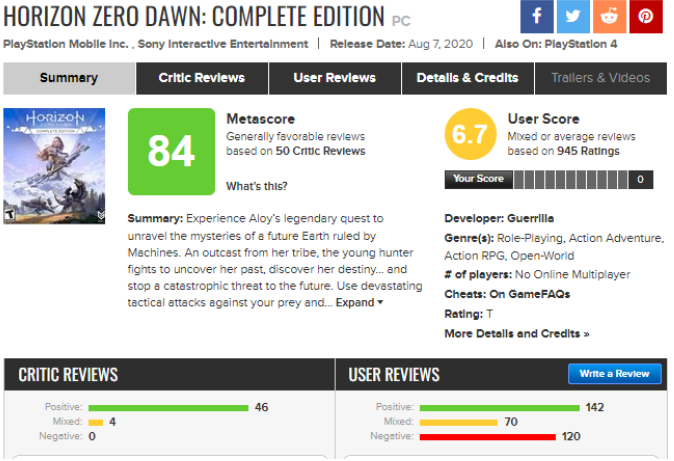 HORIZON ZERO DAWN: COMPLETE EDITION PC
PlayStation Mobile Inc. , Sony Interactive Entertainment | Release Date: Aug 7, 2020 | Also On: PlayStation 4
Summary
Critic Reviews
User Reviews
Details & Credits
Trailers & Videos
HORIZON
COMPLETE EDITION
T
84
Metascore
Generally favorable reviews
based on 50 Critic Reviews
What's this?
6.7
User Score
Mixed or average reviews
based on 945 Ratings
Your Score 0
Summary: Experience Aloy's legendary quest to
unravel the mysteries of a future Earth ruled by
Machines. An outcast from her tribe, the young hunter
fights to uncover her past, discover her destiny... and
stop a catastrophic threat to the future. Use devastating
tactical attacks against your prey and... Expand
Developer: Guerrilla
Genre(s): Role-Playing, Action Adventure,
Action RPG, Open-World
# of players: No Online Multiplayer
Cheats: On GameFAQs
Rating: T
More Details and Credits »
CRITIC REVIEWS
Positive: 46
Mixed: 4
Negative: 0
USER REVIEWS
Write a Review
Positive: 142
Mixed: 70
Negative: 120